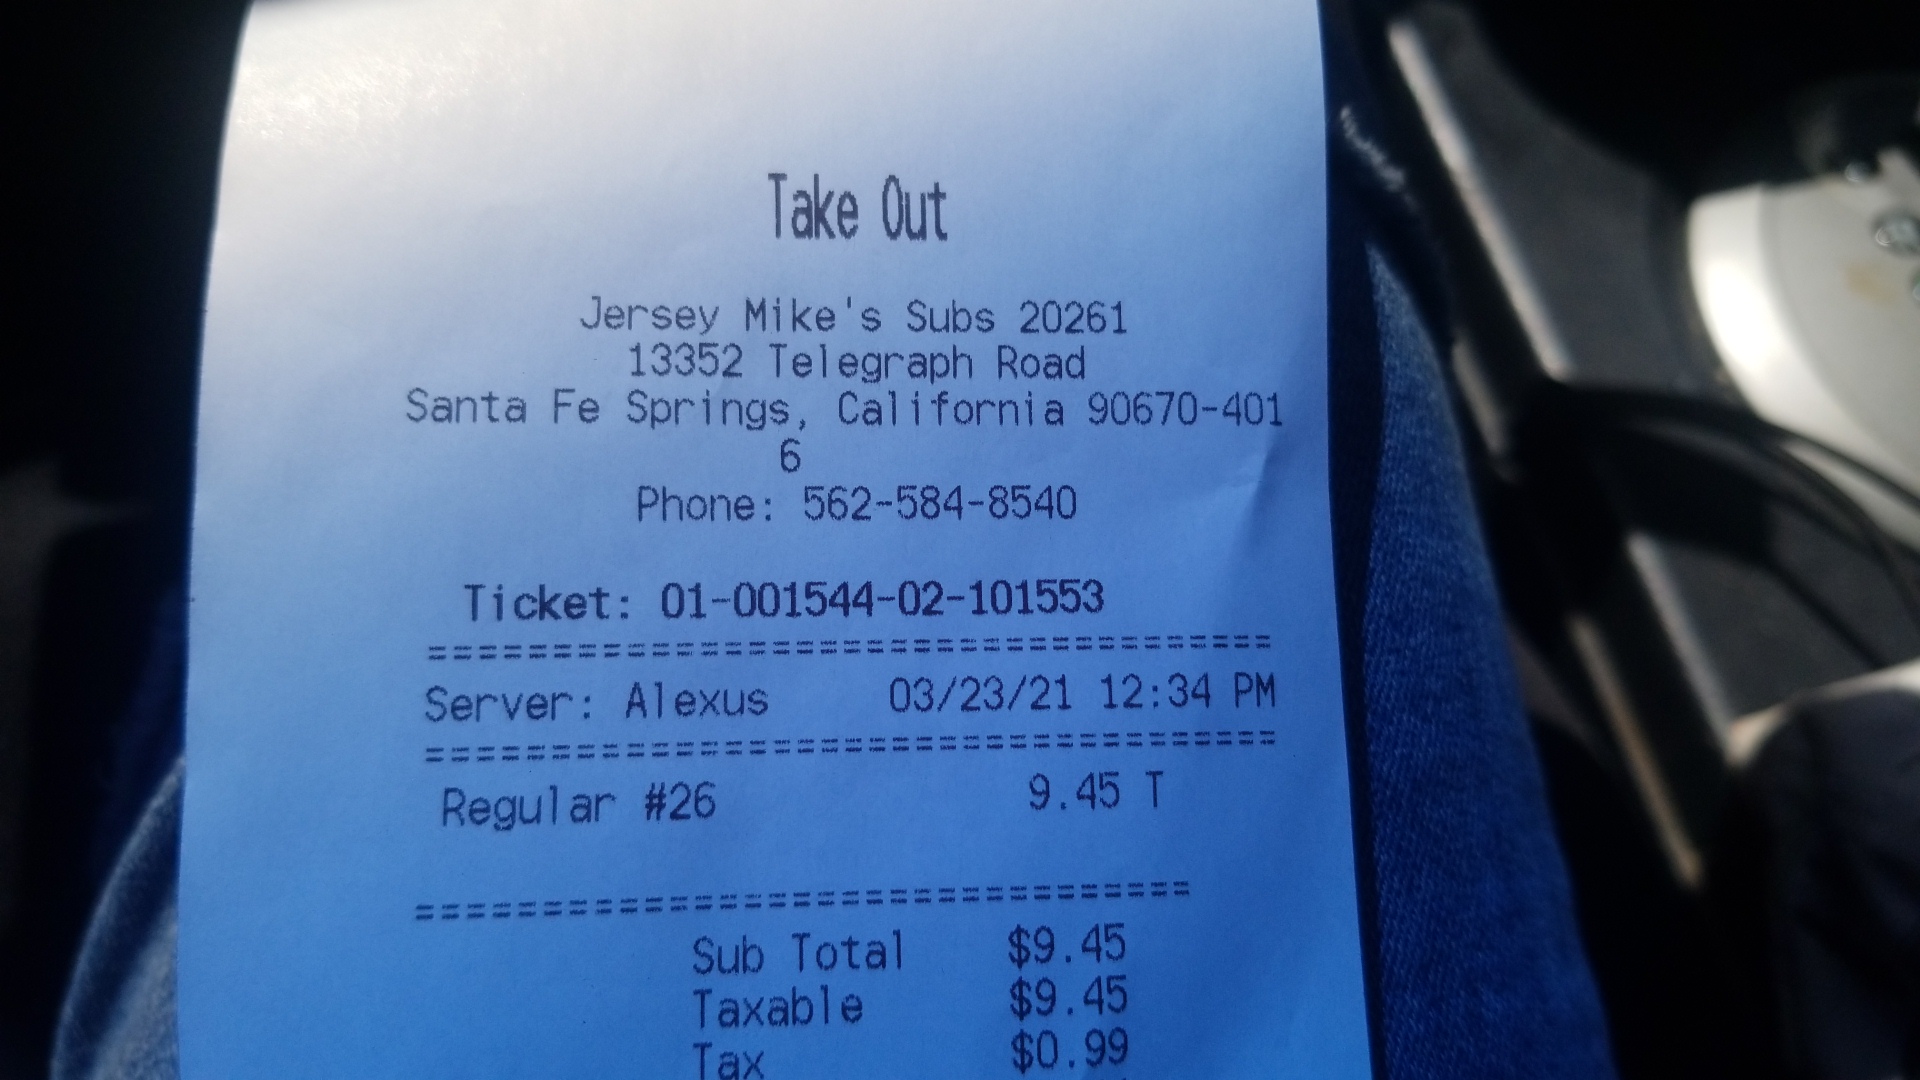 Take Out
Jersey Mike's Subs 20261
13352 Telegraph Road
Santa Fe Springs, California 90670-401
6
Phone: 562-584-8540
Ticket: 01-001544-02-101553
===================================
Server: Alexus 03/23/21 12:34 PM
===================================
Regular #26 9.45 T
=================================
Sub Total $9.45
Taxable $9.45
Tax $0.99